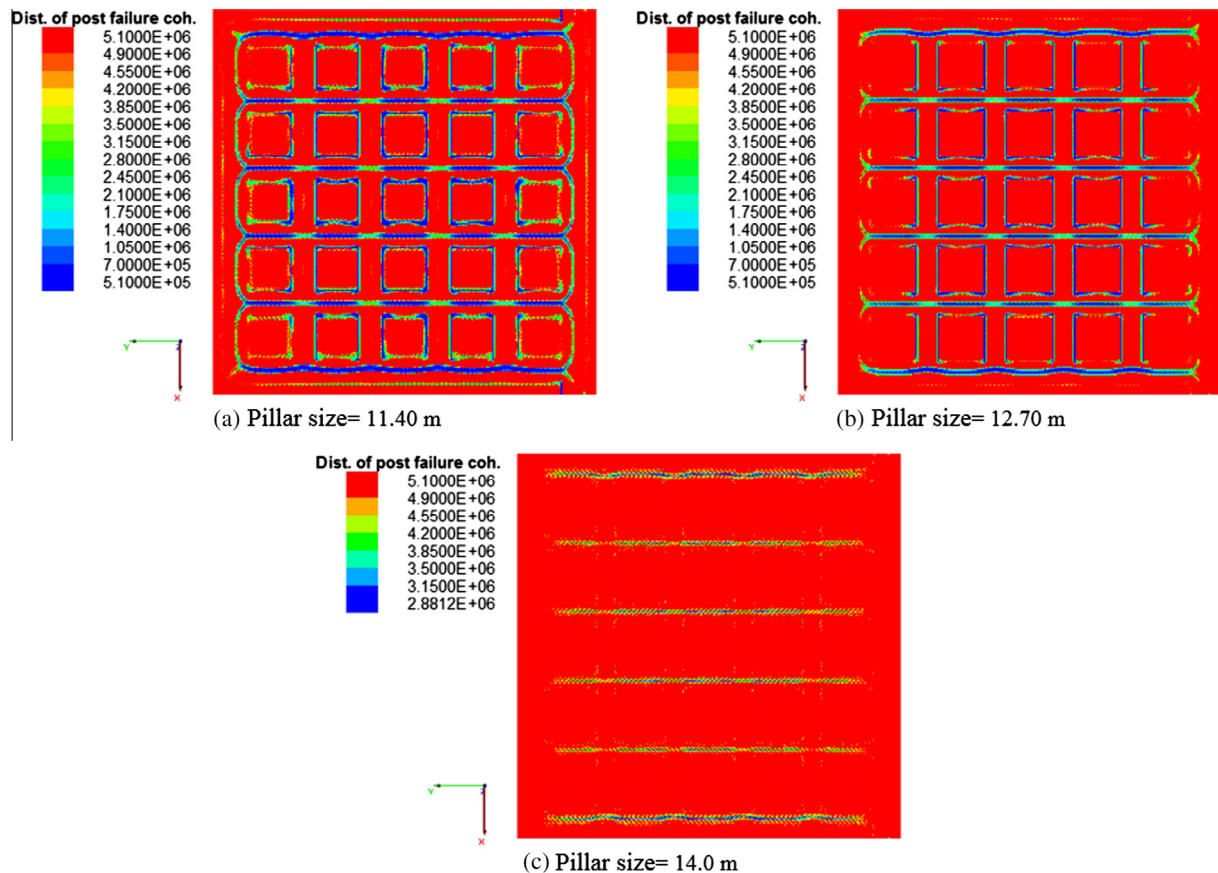 Dist. of post failure coh.
5.1000E+06
4.9000E+06
4.5500E+06
4.2000E+06
3.8500E+06
3.5000E+06
3.1500E+06
2.8000E+06
2.4500E+06
2.1000E+06
1.7500E+06
1.4000E+06
1.0500E+06
7.0000E+05
5.1000E+05
Y
Z
X
(a) Pillar size= 11.40 m
Dist. of post failure coh.
5.1000E+06
4.9000E+06
4.5500E+06
4.2000E+06
3.8500E+06
3.5000E+06
3.1500E+06
2.8000E+06
2.4500E+06
2.1000E+06
1.7500E+06
1.4000E+06
1.0500E+06
7.0000E+05
5.1000E+05
Y
Z
X
(b) Pillar size= 12.70 m
Dist. of post failure coh.
5.1000E+06
4.9000E+06
4.5500E+06
4.2000E+06
3.8500E+06
3.5000E+06
3.1500E+06
2.8812E+06
Y
Z
X
(c) Pillar size= 14.0 m